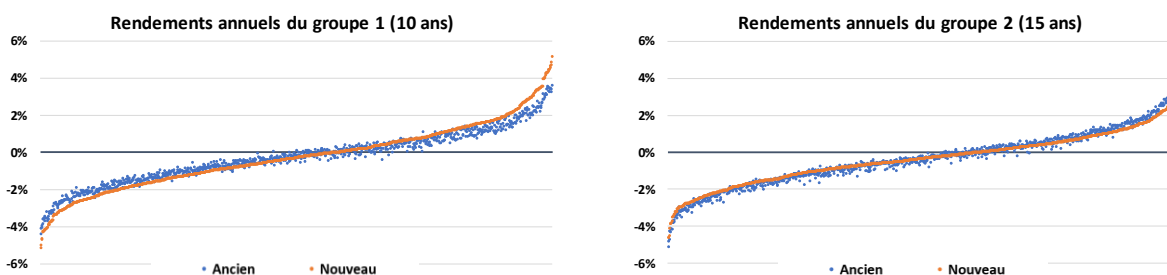 Rendements annuels du groupe 1 (10 ans)
6%
4%
2%
0%
-2%
-4%
-6%
Ancien
Nouveau
Rendements annuels du groupe 2 (15 ans)
6%
4%
2%
0%
-2%
-4%
-6%
Ancien
Nouveau